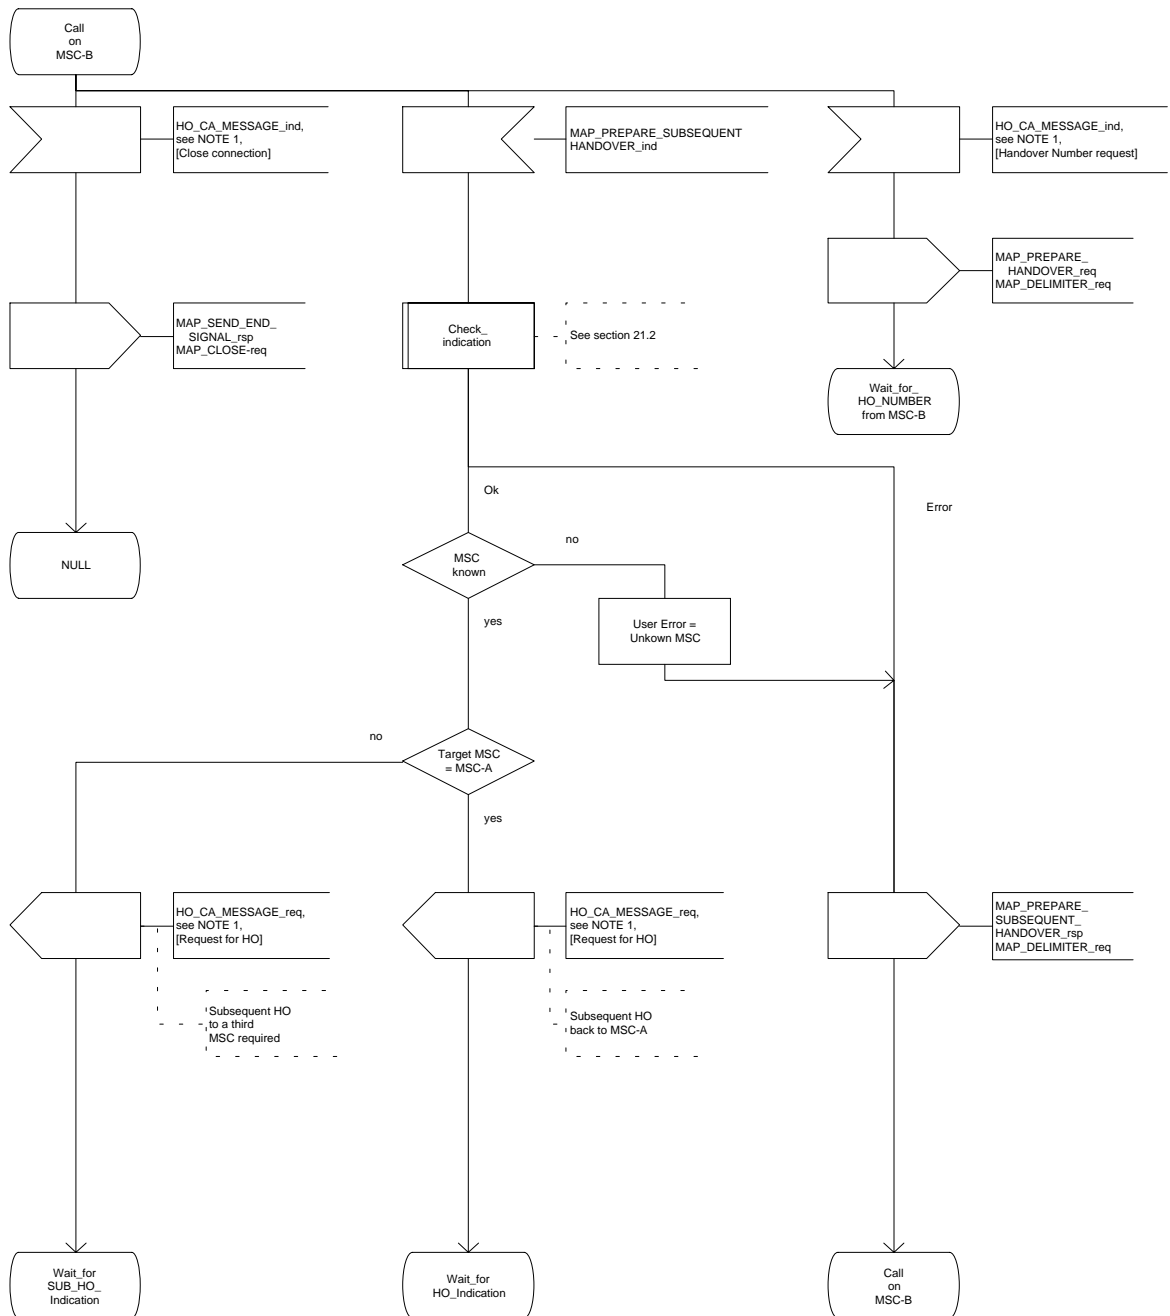 Call
on
MSC-B
HO_CA_MESSAGE_ind,
see NOTE 1,
[Close connection]
MAP_PREPARE_SUBSEQUENT
HANDOVER_ind
HO_CA_MESSAGE_ind,
see NOTE 1,
[Handover Number request]
MAP_PREPARE_
HANDOVER_req
MAP_DELIMITER_req
MAP_SEND_END_
SIGNAL_rsp
MAP_CLOSE-req
Check_
indication
See section 21.2
Wait_for_
HO_NUMBER
from MSC-B
Ok
Error
NULL
MSC
known
no
yes
User Error =
Unkown MSC
no
Target MSC
= MSC-A
yes
HO_CA_MESSAGE_req,
see NOTE 1,
[Request for HO]
HO_CA_MESSAGE_req,
see NOTE 1,
[Request for HO]
MAP_PREPARE_
SUBSEQUENT_
HANDOVER_rsp
MAP_DELIMITER_req
Subsequent HO
to a third
MSC required
Subsequent HO
back to MSC-A
Wait_for
SUB_HO_
Indication
Wait_for
HO_Indication
Call
on
MSC-B